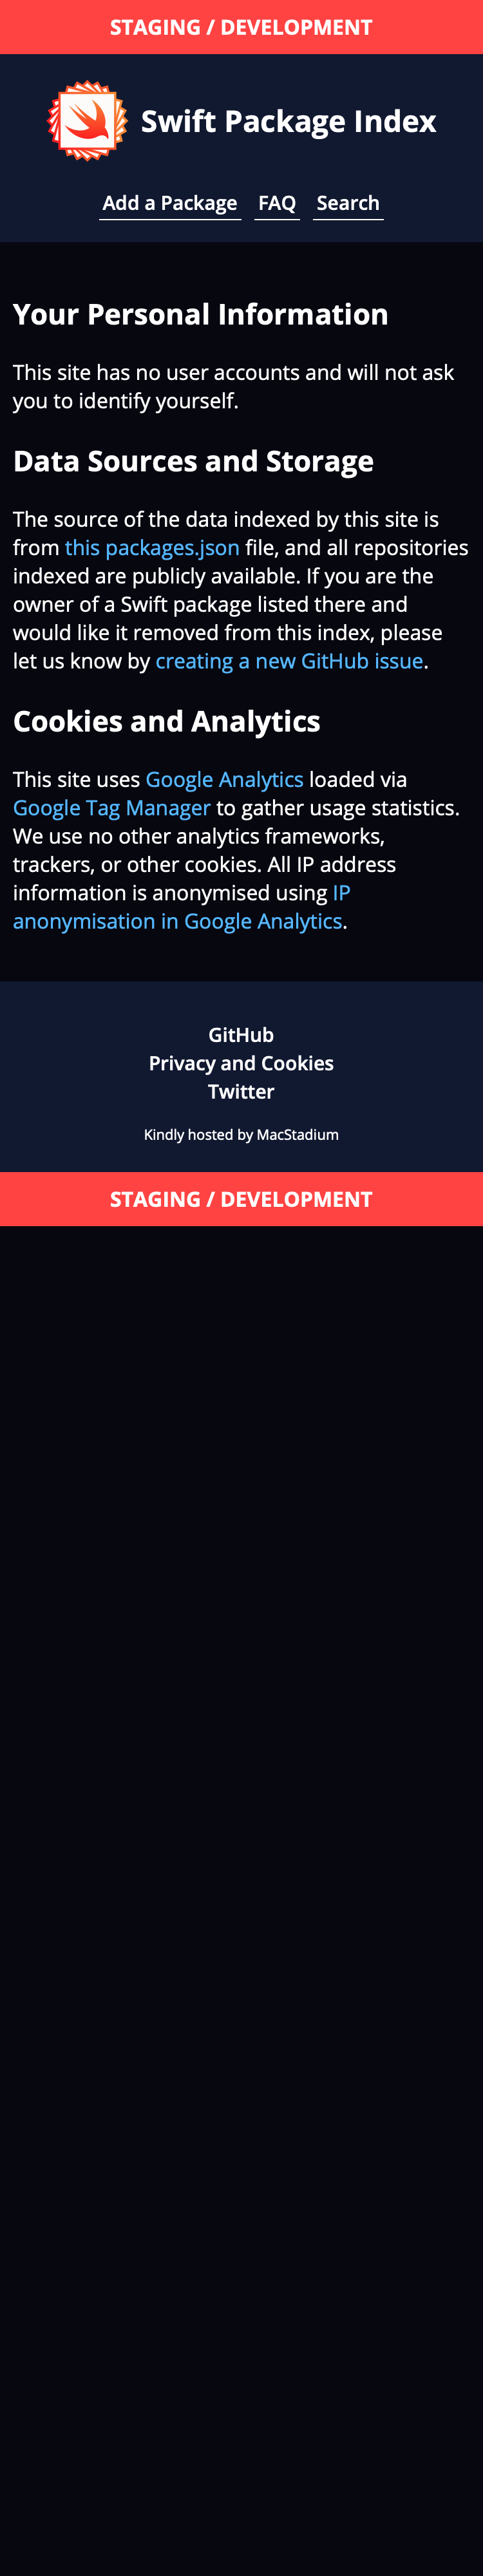 STAGING / DEVELOPMENT
Swift Package Index
Add a Package FAQ Search
Your Personal Information
This site has no user accounts and will not ask
you to identify yourself.
Data Sources and Storage
The source of the data indexed by this site is
from this packages.json file, and all repositories
indexed are publicly available. If you are the
owner of a Swift package listed there and
would like it removed from this index, please
let us know by creating a new GitHub issue.
Cookies and Analytics
This site uses Google Analytics loaded via
Google Tag Manager to gather usage statistics.
We use no other analytics frameworks,
trackers, or other cookies. All IP address
information is anonymised using IP
anonymisation in Google Analytics.
GitHub
Privacy and Cookies
Twitter
Kindly hosted by MacStadium
STAGING / DEVELOPMENT